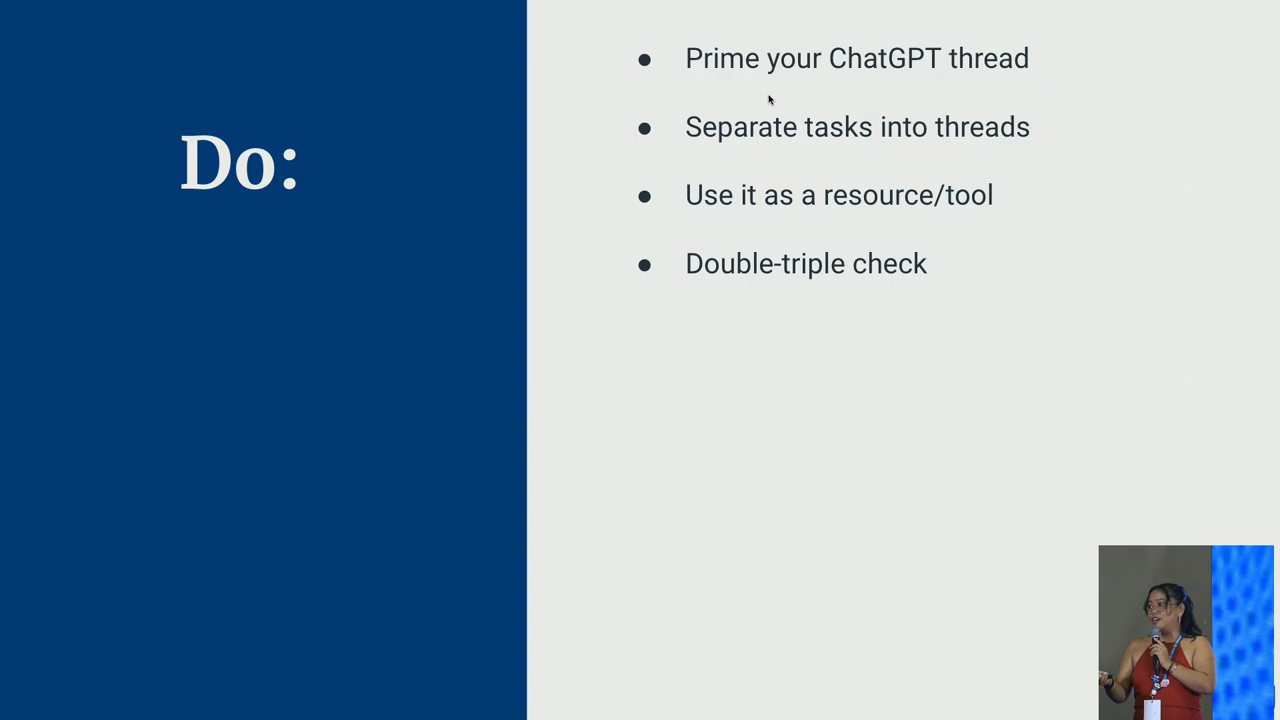 Do:
● Prime your ChatGPT thread
● Separate tasks into threads
● Use it as a resource/tool
● Double-triple check